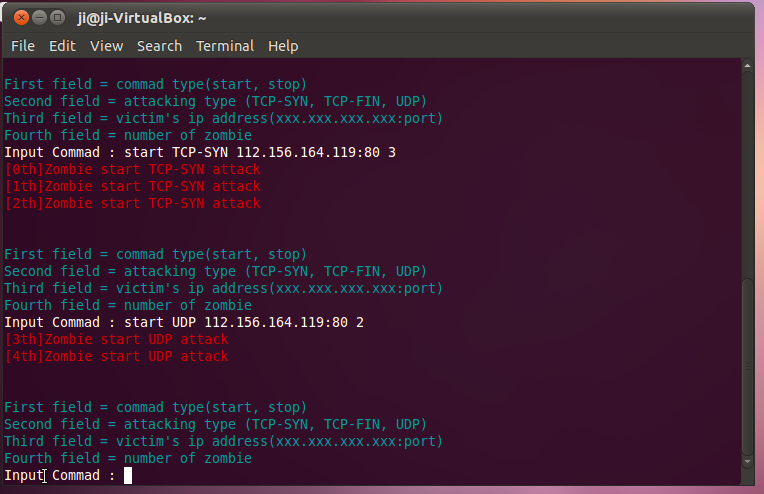 ji@ji-VirtualBox: ~
File Edit View Search Terminal Help
First field = commad type(start, stop)
Second field = attacking type (TCP-SYN, TCP-FIN, UDP)
Third field = victim's ip address(xxx.xxx.xxx.xxx:port)
Fourth field = number of zombie
Input Commad : start TCP-SYN 112.156.164.119:80 3
[0th]Zombie start TCP-SYN attack
[1th]Zombie start TCP-SYN attack
[2th]Zombie start TCP-SYN attack
First field = commad type(start, stop)
Second field = attacking type (TCP-SYN, TCP-FIN, UDP)
Third field = victim's ip address(xxx.xxx.xxx.xxx:port)
Fourth field = number of zombie
Input Commad : start UDP 112.156.164.119:80 2
[3th]Zombie start UDP attack
[4th]Zombie start UDP attack
First field = commad type(start, stop)
Second field = attacking type (TCP-SYN, TCP-FIN, UDP)
Third field = victim's ip address(xxx.xxx.xxx.xxx:port)
Fourth field = number of zombie
Input Commad :